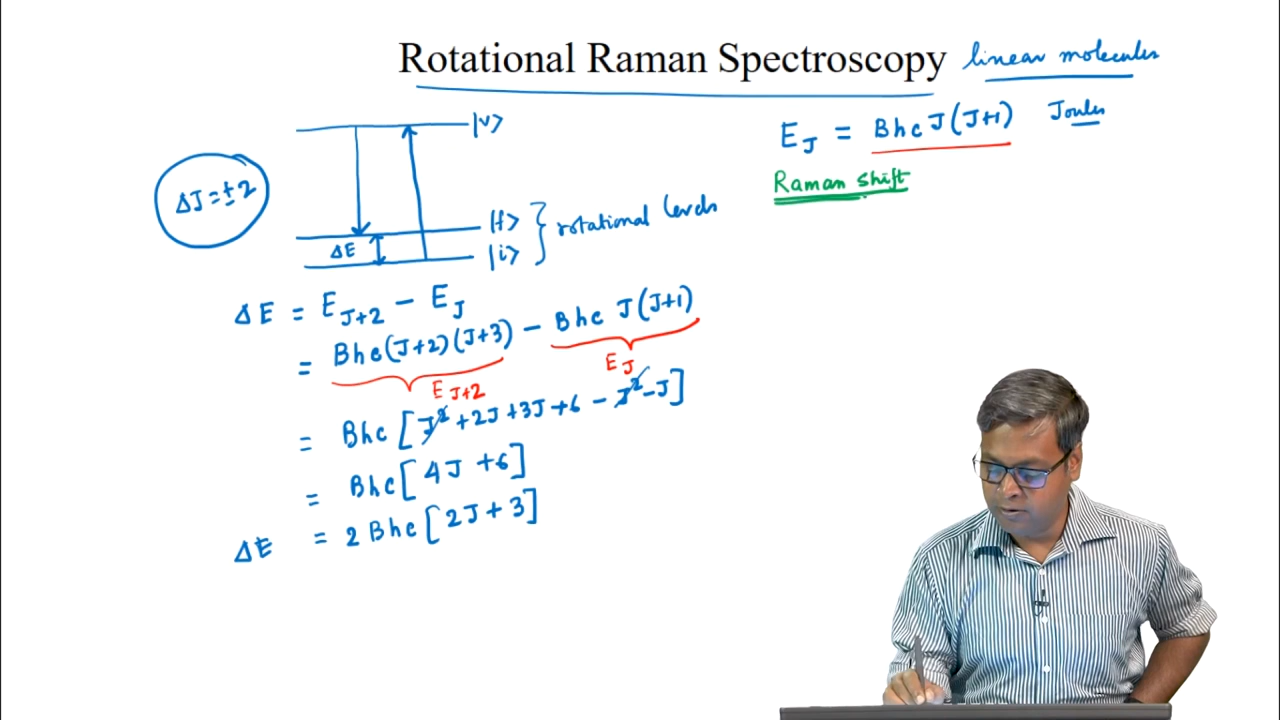 Rotational Raman Spectroscopy linear molecules
|v>
E_J = Bhc J(J+1) Joules
ΔJ = ±2
Raman shift
|f>
ΔE
|i>
rotational levels
ΔE = E_{J+2} - E_J
= Bhc(J+2)(J+3) - Bhc J(J+1)
E_{J+2} E_J
= Bhc[J² + 2J + 3J + 6 - J² - J]
= Bhc[4J + 6]
ΔE = 2Bhc[2J + 3]